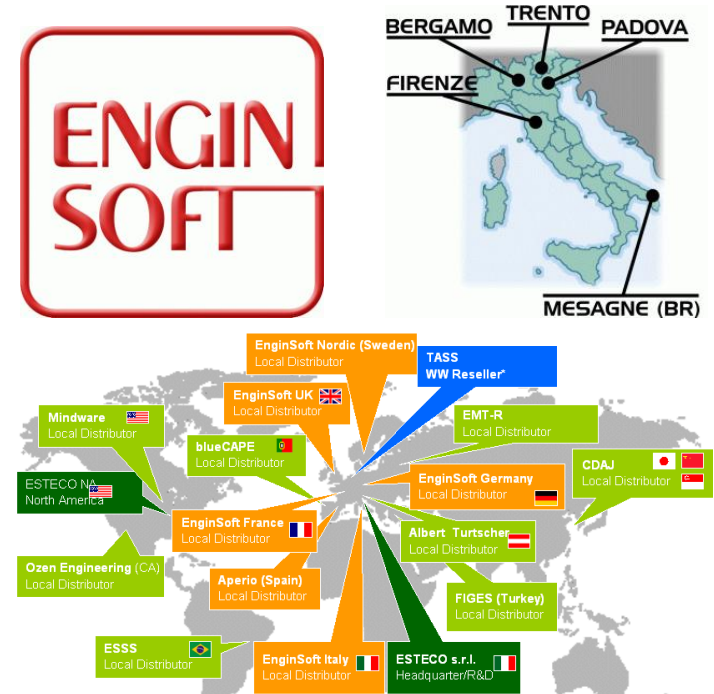 ENGIN
SOFT
TRENTO
BERGAMO
PADOVA
FIRENZE
MESAGNE (BR)
EnginSoft Nordic (Sweden)
Local Distributor
TASS
WW Reseller*
EnginSoft UK
Local Distributor
Mindware
Local Distributor
EMT-R
Local Distributor
blueCAPE
Local Distributor
CDAJ
Local Distributor
ESTECO NA
North America
EnginSoft Germany
Local Distributor
EnginSoft France
Local Distributor
Albert Turtscher
Local Distributor
Ozen Engineering (CA)
Local Distributor
Aperio (Spain)
Local Distributor
FIGES (Turkey)
Local Distributor
ESSS
Local Distributor
EnginSoft Italy
Local Distributor
ESTECO s.r.l.
Headquarter/R&D